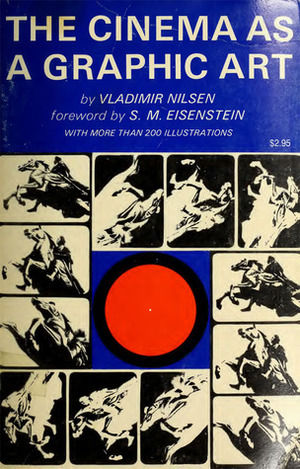 THE CINEMA AS
A GRAPHIC ART
by VLADIMIR NILSEN
foreword by S. M. EISENSTEIN
WITH MORE THAN 200 ILLUSTRATIONS
$2.95